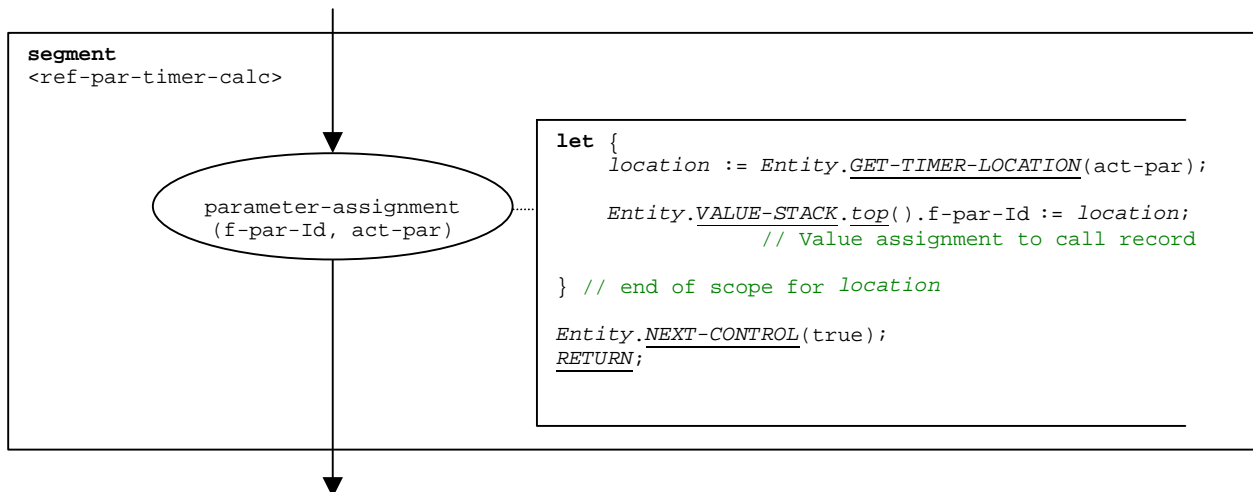 segment
<ref-par-timer-calc>
parameter-assignment
(f-par-Id, act-par)
let {
location := Entity.GET-TIMER-LOCATION(act-par);
Entity.VALUE-STACK.top().f-par-Id := location;
// Value assignment to call record
} // end of scope for location
Entity.NEXT-CONTROL(true);
RETURN;